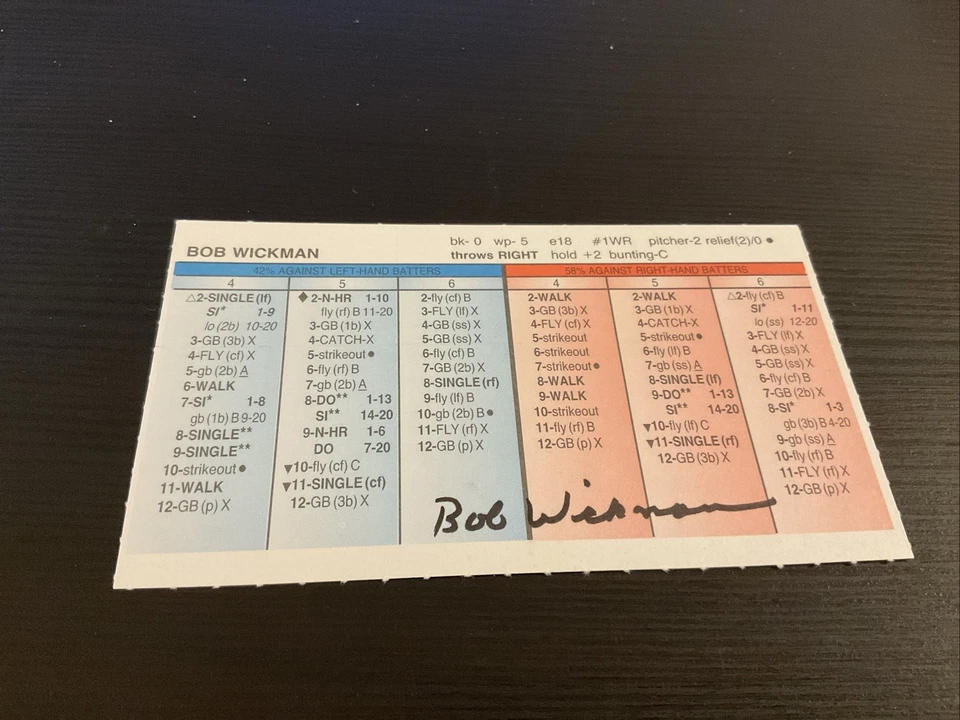 BOB WICKMAN
bk- 0 wp- 5 e18 #1WR pitcher-2 relief(2)/0 ●
throws RIGHT hold +2 bunting-C
42% AGAINST LEFT-HAND BATTERS
4
△2-SINGLE (lf)
SI* 1-9
lo (2b) 10-20
3-GB (3b) X
4-FLY (cf) X
5-gb (2b) A
6-WALK
7-SI* 1-8
gb (1b) B 9-20
8-SINGLE**
9-SINGLE**
10-strikeout ●
11-WALK
12-GB (p) X
5
♦ 2-N-HR 1-10
fly (rf) B 11-20
3-GB (1b) X
4-CATCH-X
5-strikeout ●
6-fly (rf) B
7-gb (2b) A
8-DO** 1-13
SI** 14-20
9-N-HR 1-6
DO 7-20
▼10-fly (cf) C
▼11-SINGLE (cf)
12-GB (3b) X
6
2-fly (cf) B
3-FLY (lf) X
4-GB (ss) X
5-GB (ss) X
6-fly (cf) B
7-GB (2b) X
8-SINGLE (rf)
9-fly (lf) B
10-gb (2b) B ●
11-FLY (rf) X
12-GB (p) X
58% AGAINST RIGHT-HAND BATTERS
4
2-WALK
3-GB (3b) X
4-FLY (cf) X
5-strikeout
6-strikeout
7-strikeout ●
8-WALK
9-WALK
10-strikeout
11-fly (rf) B
12-GB (p) X
5
2-WALK
3-GB (1b) X
4-CATCH-X
5-strikeout ●
6-fly (lf) B
7-gb (ss) A
8-SINGLE (lf)
9-DO** 1-13
SI** 14-20
▼10-fly (lf) C
▼11-SINGLE (rf)
12-GB (3b) X
6
△2-fly (cf) B
SI* 1-11
lo (ss) 12-20
3-FLY (lf) X
4-GB (ss) X
5-GB (ss) X
6-fly (cf) B
7-GB (2b) X
8-SI* 1-3
gb (3b) B 4-20
9-gb (ss) A
10-fly (rf) B
11-FLY (rf) X
12-GB (p) X
Bob Wickman